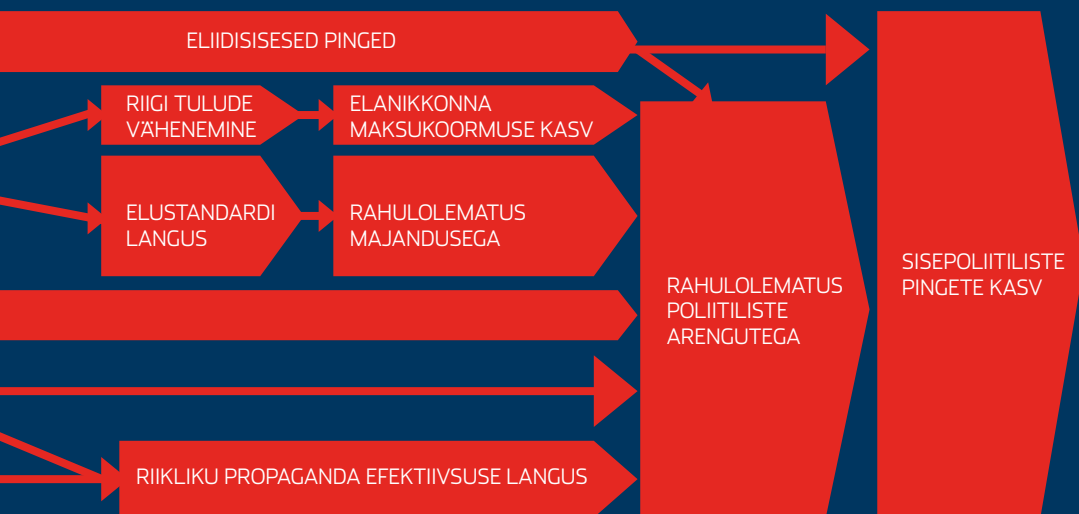 ELIIDISISESED PINGED
RIIGI TULUDE
VÄHENEMINE
ELANIKKONNA
MAKSUKOORMUSE KASV
ELUSTANDARDI
LANGUS
RAHULOLEMATUS
MAJANDUSEGA
RIIKLIKU PROPAGANDA EFEKTIIVSUSE LANGUS
RAHULOLEMATUS
POLIITILISTE
ARENGUTEGA
SISEPOLIITILISTE
PINGETE KASV